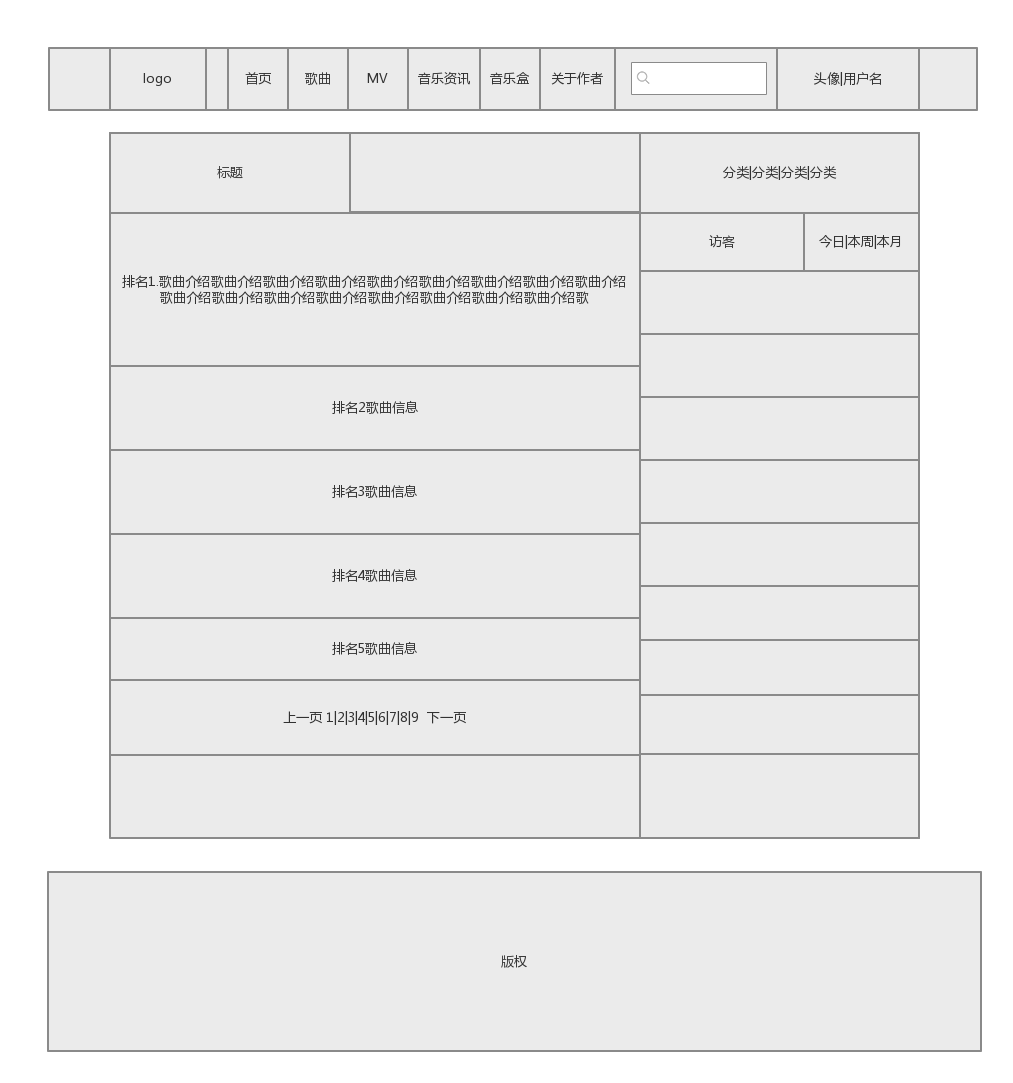 logo
首页
歌曲
MV
音乐资讯
音乐盒
关于作者
头像|用户名
标题
分类|分类|分类|分类
访客
今日|本周|本月
排名1.歌曲介绍歌曲介绍歌曲介绍歌曲介绍歌曲介绍歌曲介绍歌曲介绍歌曲介绍歌曲介绍
歌曲介绍歌曲介绍歌曲介绍歌曲介绍歌曲介绍歌曲介绍歌曲介绍歌曲介绍歌
排名2歌曲信息
排名3歌曲信息
排名4歌曲信息
排名5歌曲信息
上一页 1|2|3|4|5|6|7|8|9  下一页
版权